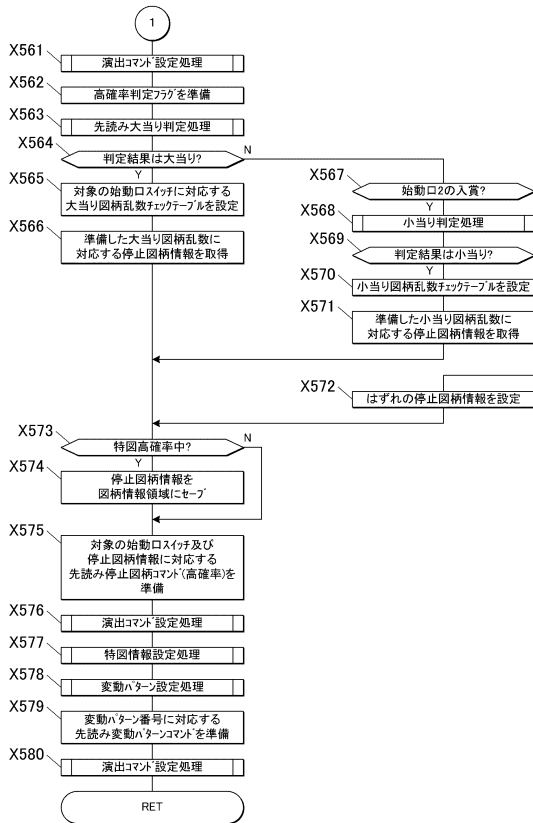 1
X561
演出コマンド設定処理
X562
高確率判定フラグを準備
X563
先読み大当り判定処理
X564
判定結果は大当り?
N
Y
X565
対象の始動口スイッチに対応する
大当り図柄乱数チェックテーブルを設定
X566
準備した大当り図柄乱数に
対応する停止図柄情報を取得
X567
始動口2の入賞?
Y
X568
小当り判定処理
X569
判定結果は小当り?
Y
X570
小当り図柄乱数チェックテーブルを設定
X571
準備した小当り図柄乱数に
対応する停止図柄情報を取得
X572
はずれの停止図柄情報を設定
X573
特図高確率中?
N
Y
X574
停止図柄情報を
図柄情報領域にセーブ
X575
対象の始動口スイッチ及び
停止図柄情報に対応する
先読み停止図柄コマンド(高確率)を
準備
X576
演出コマンド設定処理
X577
特図情報設定処理
X578
変動パターン設定処理
X579
変動パターン番号に対応する
先読み変動パターンコマンドを準備
X580
演出コマンド設定処理
RET